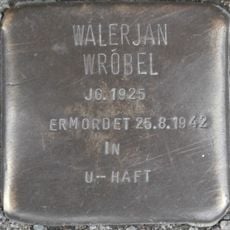 WALERJAN
WRÓBEL
JG. 1925
ERMORDET 25.8.1942
IN
U-HAFT